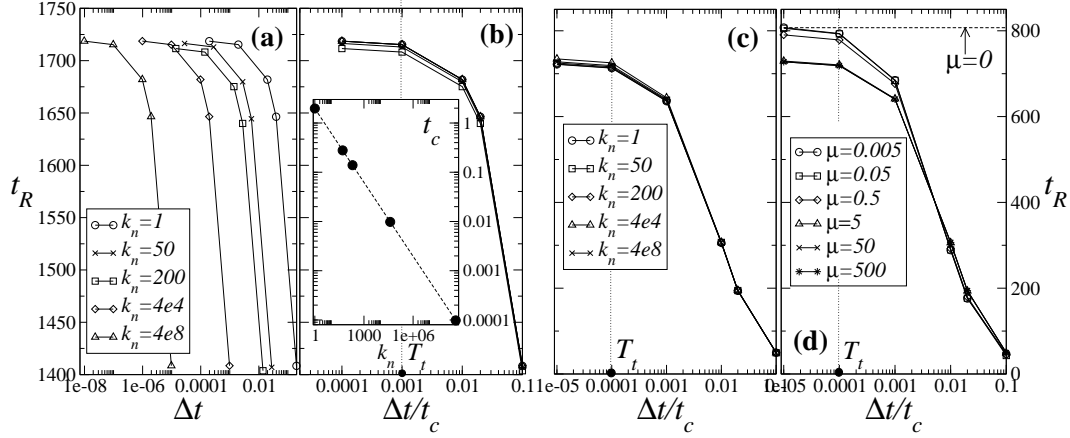 (a)
t_R
1750
1700
1650
1600
1550
1500
1450
1400
k_n=1
k_n=50
k_n=200
k_n=4e4
k_n=4e8
1e-08
1e-06
0.0001
0.01
Δt
(b)
t_c
1
0.1
0.01
0.001
0.0001
1
1e+06
k_n
T_t
0.0001
0.001
0.01
0.1
Δt/t_c
(c)
k_n=1
k_n=50
k_n=200
k_n=4e4
k_n=4e8
T_t
1e-05
0.0001
0.001
0.01
0.1
Δt/t_c
μ=0
μ=0.005
μ=0.05
μ=0.5
μ=5
μ=50
μ=500
(d)
T_t
1e-05
0.0001
0.001
0.01
0.1
Δt/t_c
800
600
400
200
0
t_R